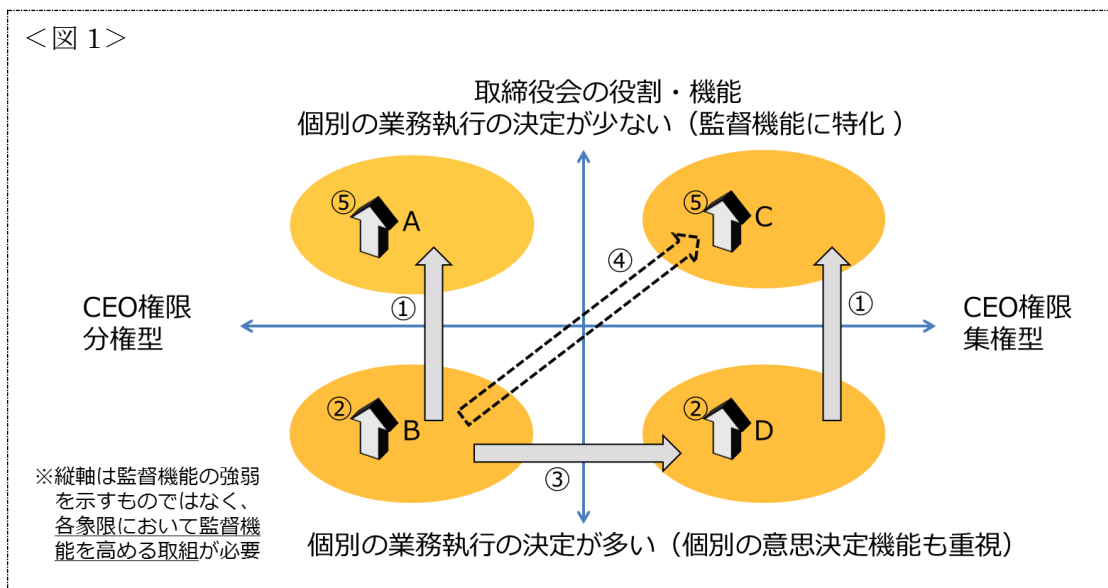 <図 1>
取締役会の役割・機能
個別の業務執行の決定が少ない(監督機能に特化 )
⑤
A
⑤
C
④
CEO権限
分権型
①
①
CEO権限
集権型
②
B
②
D
③
※縦軸は監督機能の強弱
を示すものではなく、
各象限において監督機
能を高める取組が必要
個別の業務執行の決定が多い(個別の意思決定機能も重視)